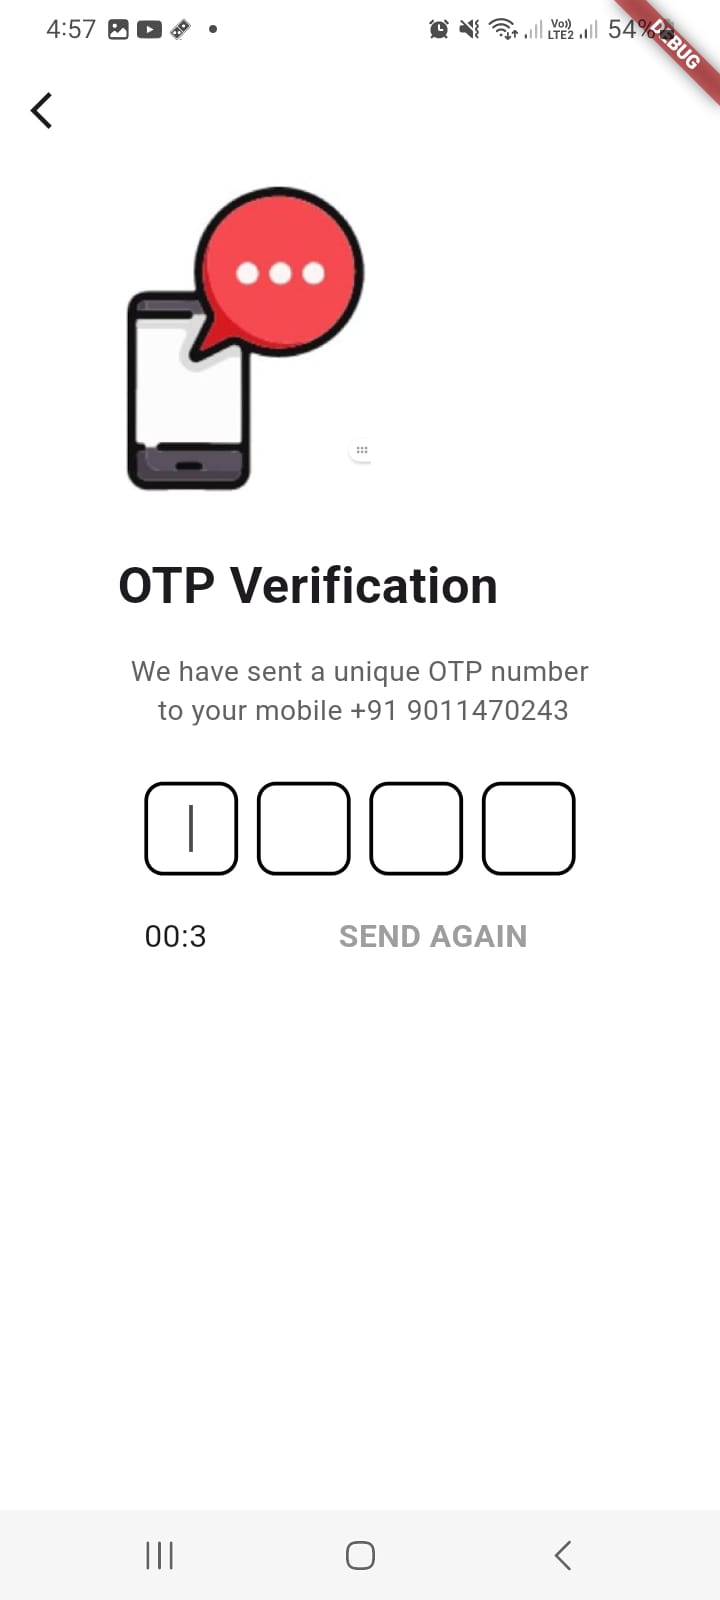 4:57
Vo))
LTE2
54%
DEBUG
OTP Verification
We have sent a unique OTP number
to your mobile +91 9011470243
00:3
SEND AGAIN